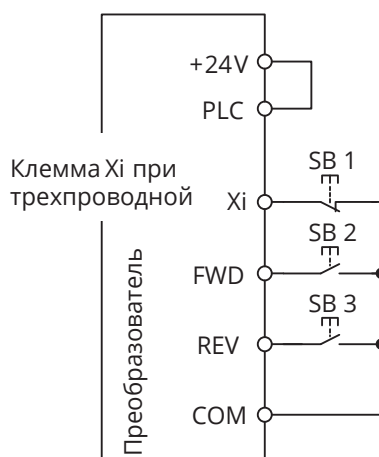 +24V
PLC
Клемма Xi при
трехпроводной
SB 1
Xi
SB 2
FWD
SB 3
REV
COM
Преобразователь